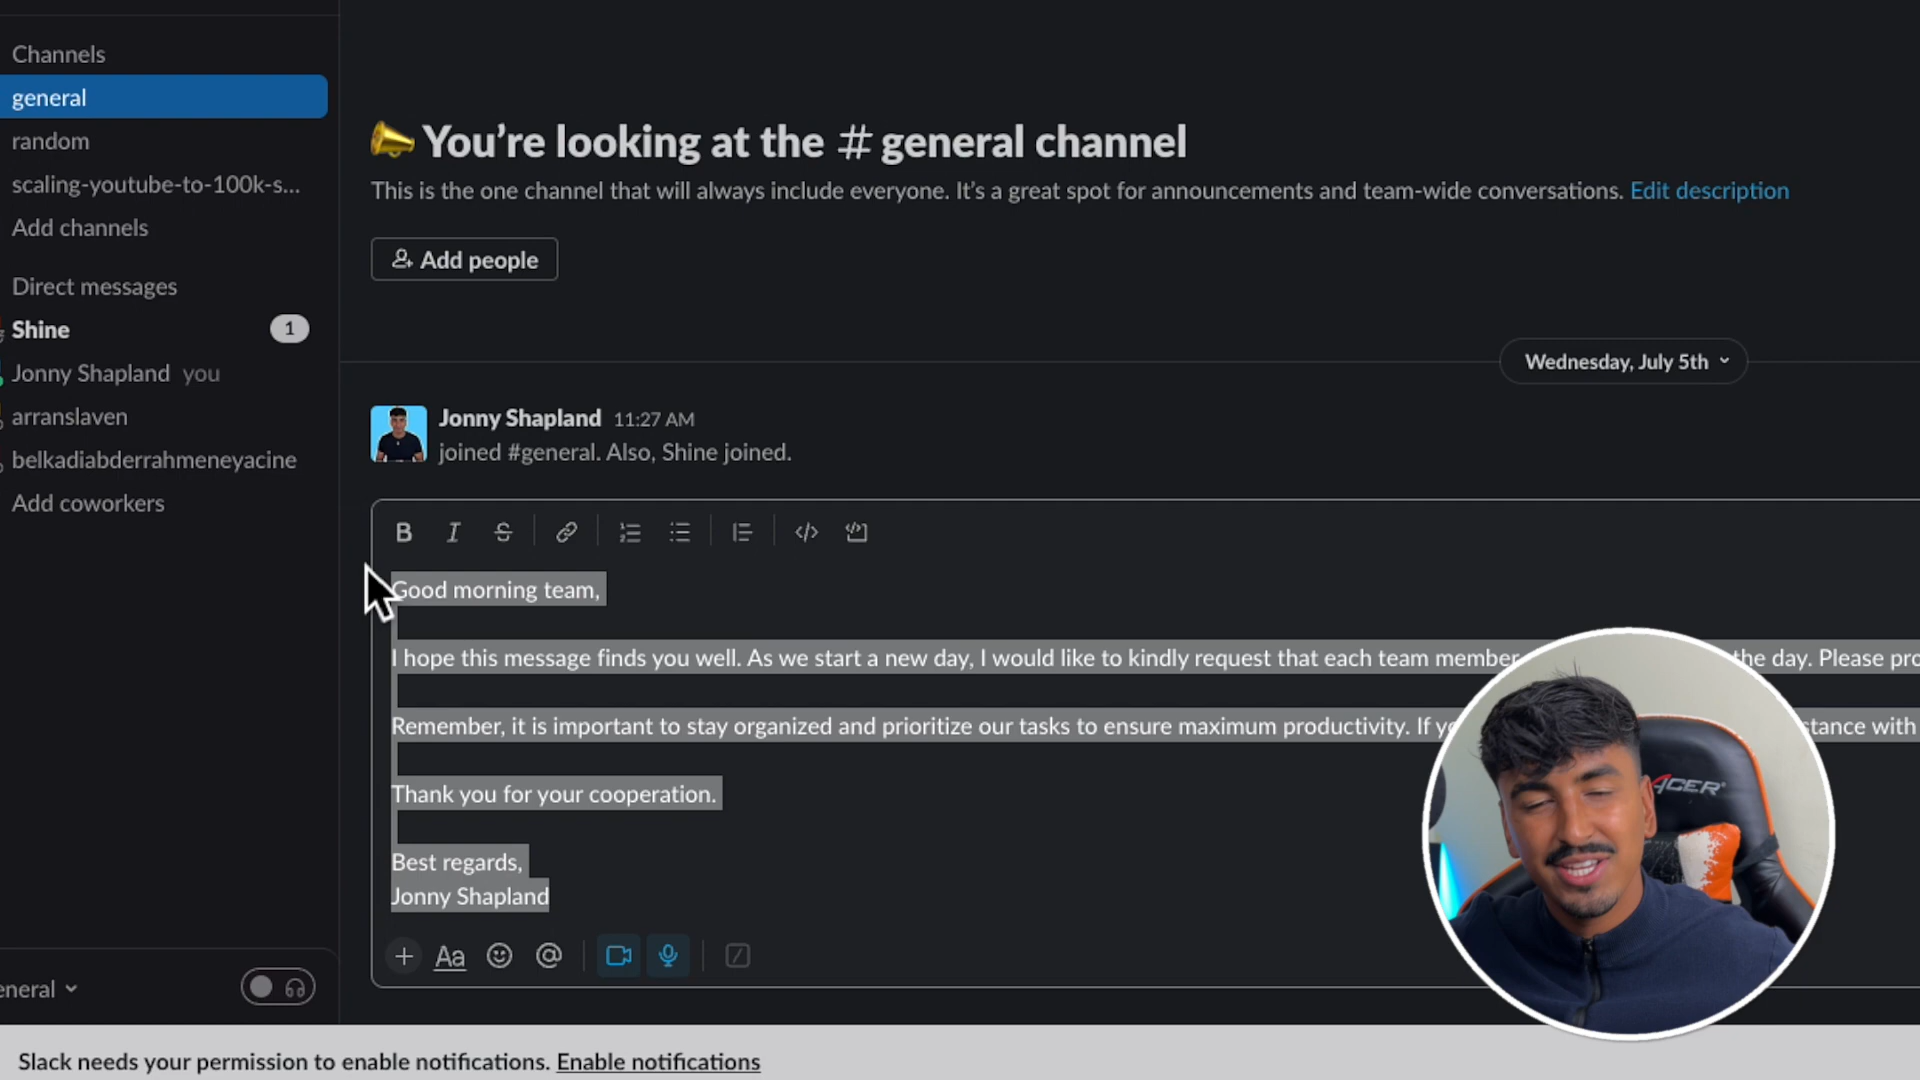 Channels
general
random
scaling-youtube-to-100k-s...
Add channels
Direct messages
Shine 1
Jonny Shapland you
arranslaven
belkadiabderrahmeneyacine
Add coworkers
eneral
You’re looking at the # general channel
This is the one channel that will always include everyone. It’s a great spot for announcements and team-wide conversations. Edit description
Add people
Wednesday, July 5th
Jonny Shapland 11:27 AM
joined #general. Also, Shine joined.
B I S
Good morning team,
I hope this message finds you well. As we start a new day, I would like to kindly request that each team member the day. Please pro
Remember, it is important to stay organized and prioritize our tasks to ensure maximum productivity. If yo stance with
Thank you for your cooperation.
Best regards,
Jonny Shapland
Aa
ACER
Slack needs your permission to enable notifications. Enable notifications